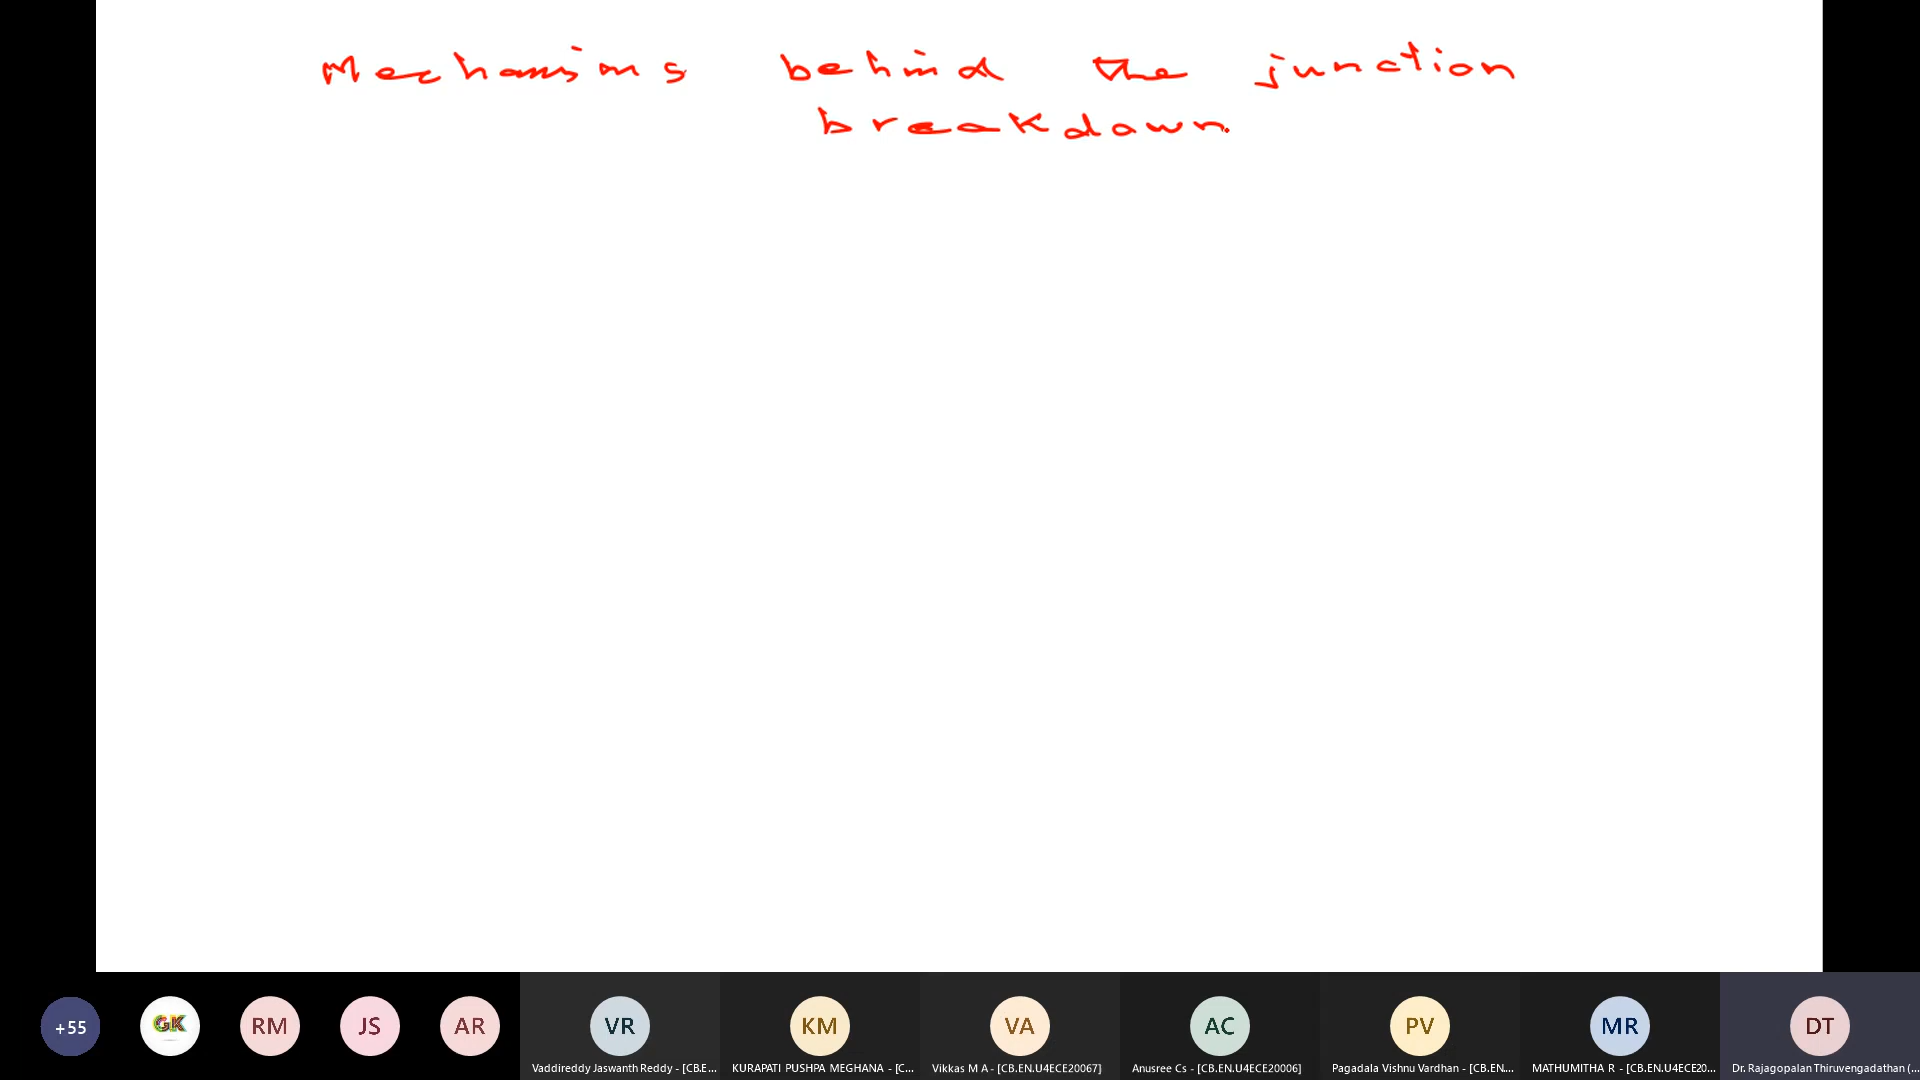 Mechanisms behind the junction
breakdown
+55
GK
RM
JS
AR
VR
KM
VA
AC
PV
MR
DT
Vaddireddy Jaswanth Reddy - [CB.E...
KURAPATI PUSHPA MEGHANA - [C...
Vikkas M A - [CB.EN.U4ECE20067]
Anusree Cs - [CB.EN.U4ECE20006]
Pagadala Vishnu Vardhan - [CB.EN....
MATHUMITHA R - [CB.EN.U4ECE20...
Dr. Rajagopalan Thiruvengadathan (...